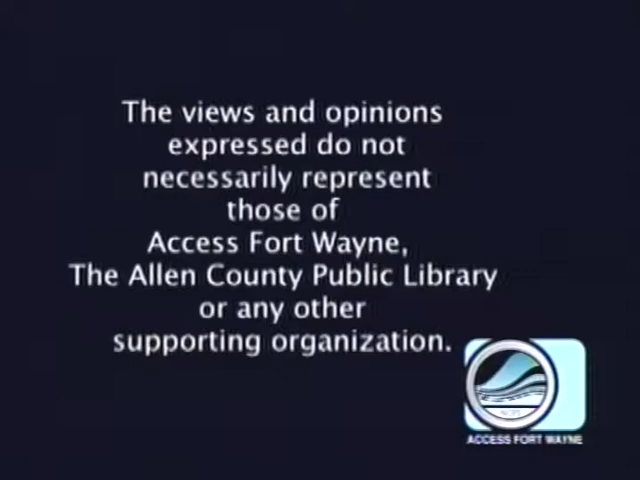 The views and opinions
expressed do not
necessarily represent
those of
Access Fort Wayne,
The Allen County Public Library
or any other
supporting organization.
ACCESS FORT WAYNE